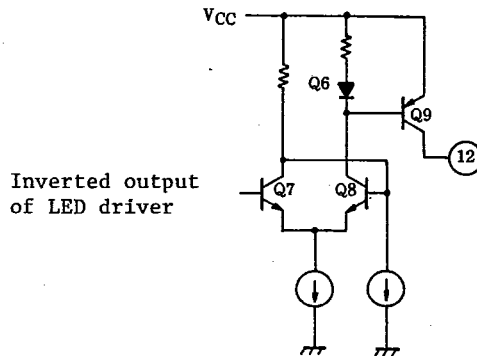 VCC
Q6
Q9
12
Inverted output
of LED driver
Q7
Q8